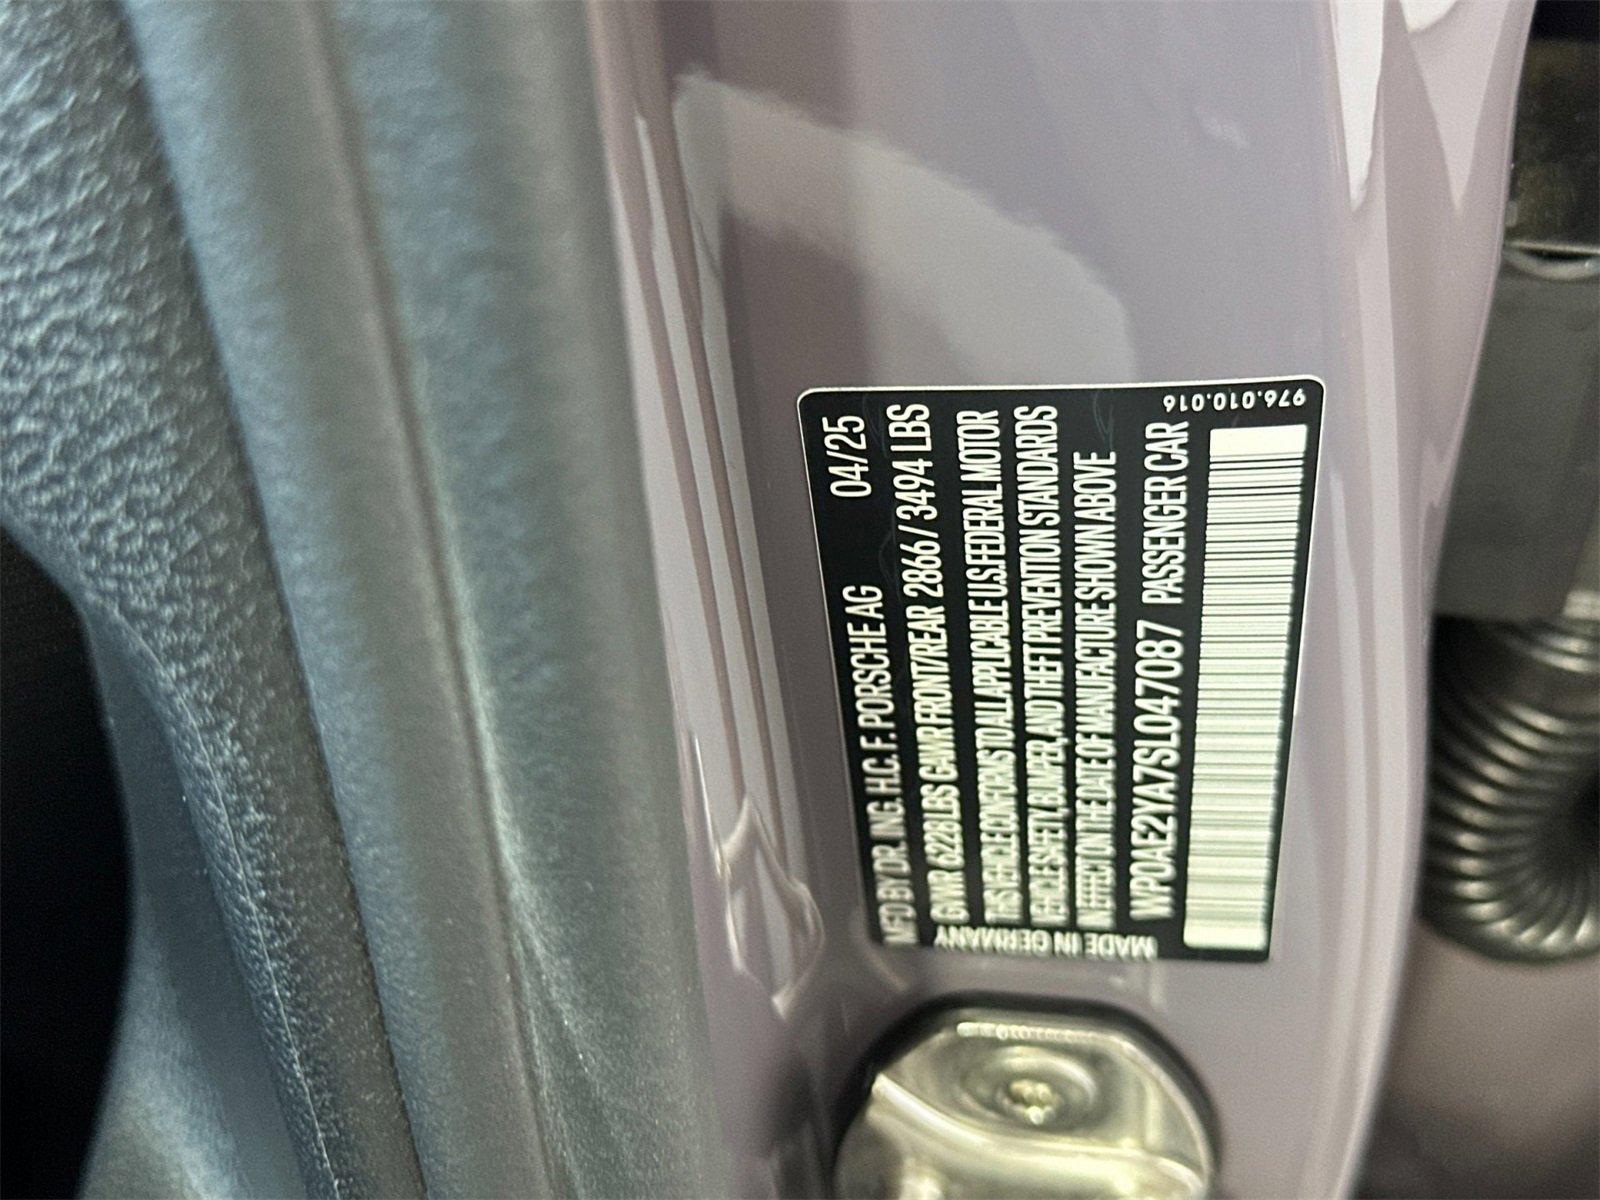 MFD BY DR. ING. H.C. F. PORSCHE AG 04/25
GVWR 6228 LBS GAWR FRONT/REAR 2866 / 3494 LBS
THIS VEHICLE CONFORMS TO ALL APPLICABLE U.S. FEDERAL MOTOR
VEHICLE SAFETY, BUMPER, AND THEFT PREVENTION STANDARDS
IN EFFECT ON THE DATE OF MANUFACTURE SHOWN ABOVE
WP0AE2YA7SL047087 PASSENGER CAR
MADE IN GERMANY
976.010.016